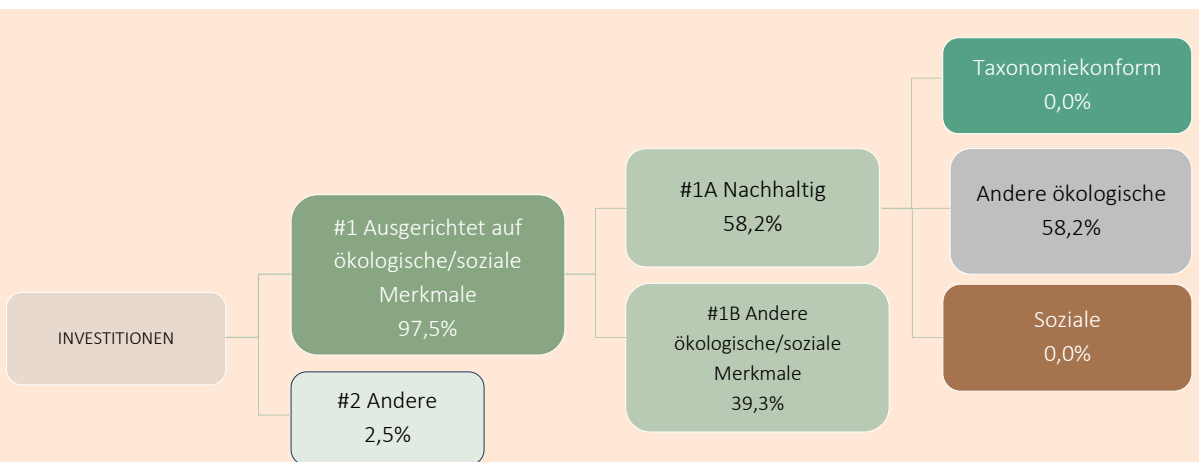 INVESTITIONEN
#1 Ausgerichtet auf
ökologische/soziale
Merkmale
97,5%
#2 Andere
2,5%
#1A Nachhaltig
58,2%
#1B Andere
ökologische/soziale
Merkmale
39,3%
Taxonomiekonform
0,0%
Andere ökologische
58,2%
Soziale
0,0%